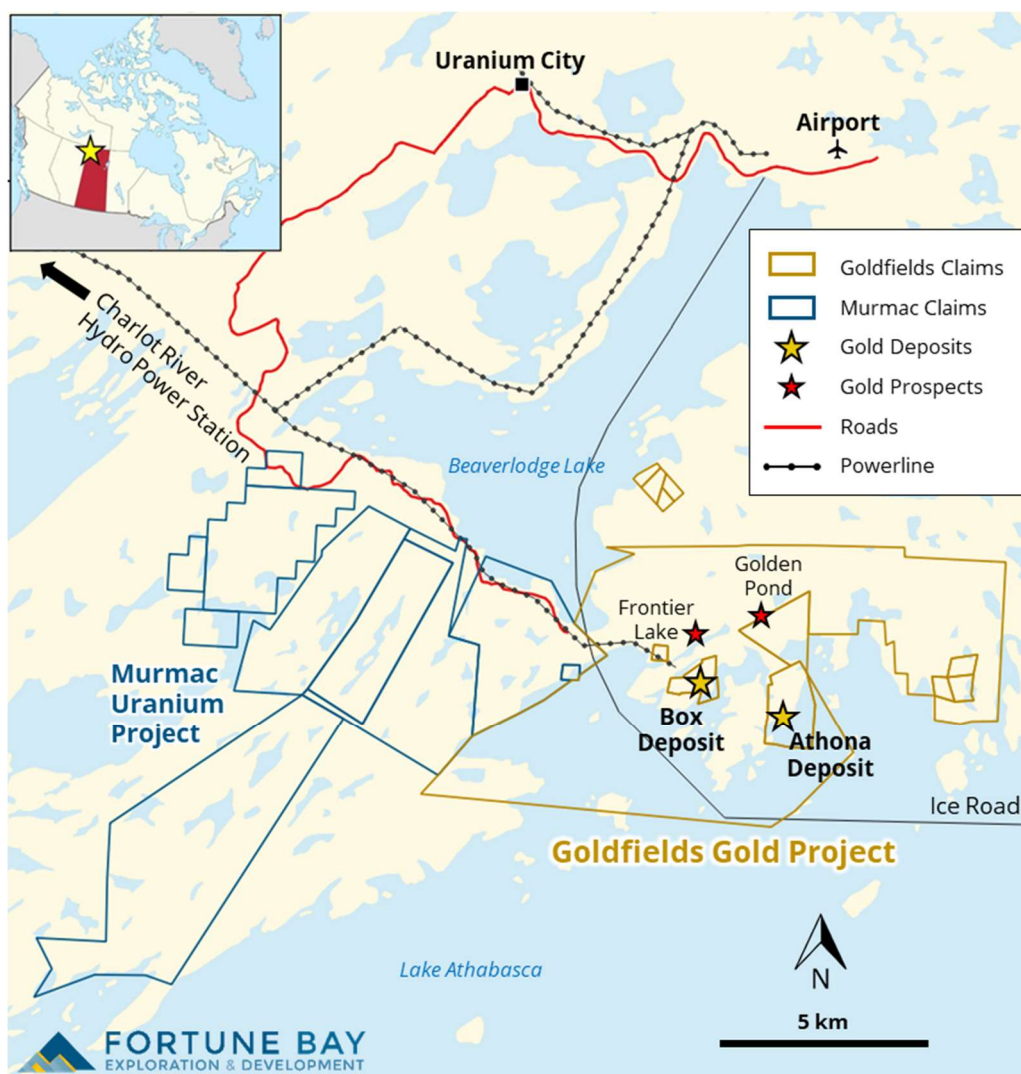 Uranium City
Airport
Goldfields Claims
Murmac Claims
Gold Deposits
Gold Prospects
Roads
Powerline
Charlot River
Hydro Power Station
Beaverlodge Lake
Golden
Pond
Frontier
Lake
Murmac
Uranium
Project
Box
Deposit
Athona
Deposit
Ice Road
Goldfields Gold Project
Lake Athabasca
N
5 km
FORTUNE BAY
EXPLORATION & DEVELOPMENT